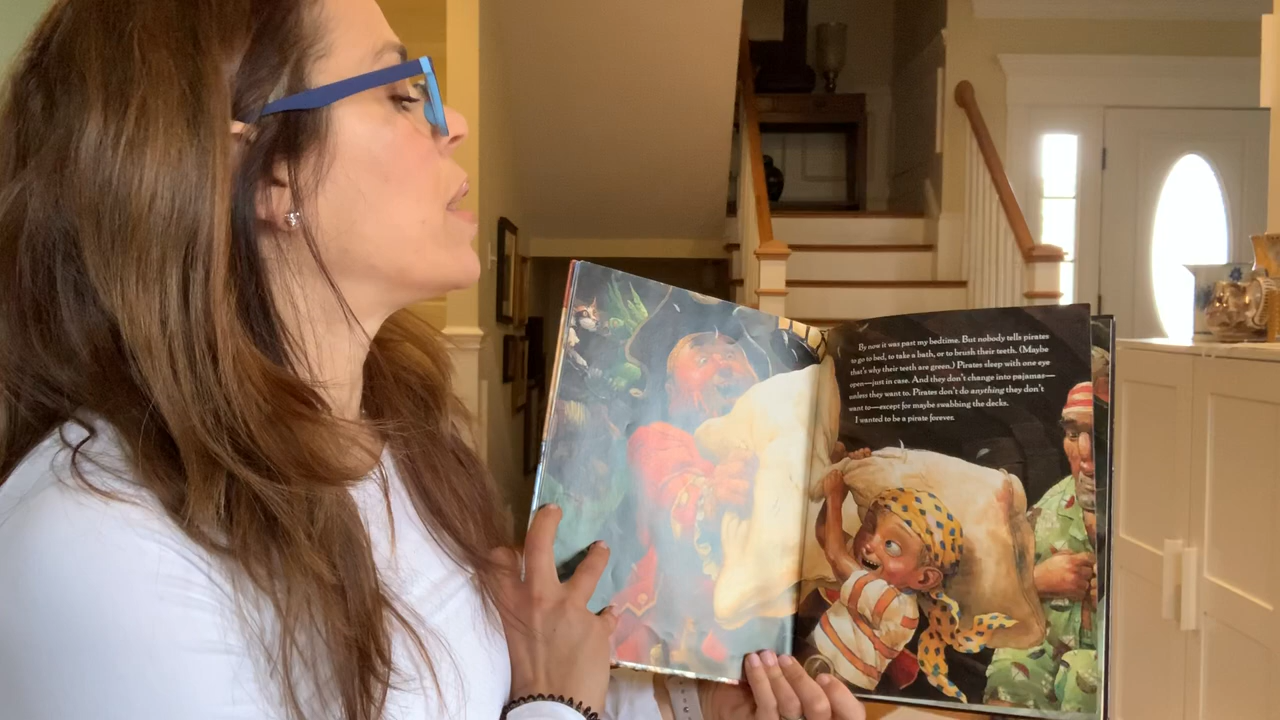 By now it was past my bedtime. But nobody tells pirates
to go to bed, to take a bath, or to brush their teeth. (Maybe
that's why their teeth are green.) Pirates sleep with one eye
open—just in case. And they don't change into pajamas—
unless they want to. Pirates don't do anything they don't
want to—except for maybe swabbing the decks.
I wanted to be a pirate forever.